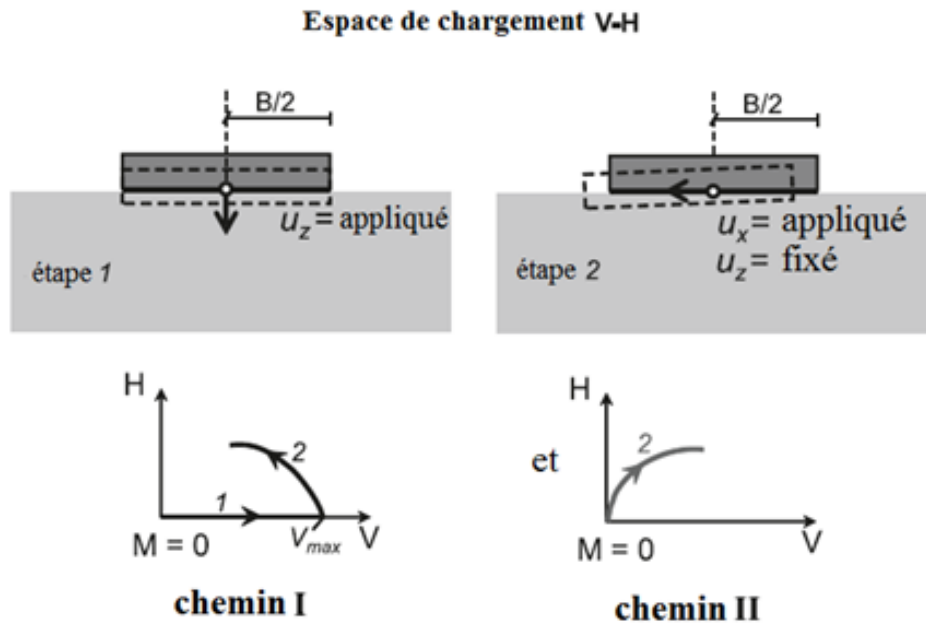 Espace de chargement V-H
B/2
B/2
u_z = appliqué
étape 1
u_x = appliqué
u_z = fixé
étape 2
H
2
1
M = 0
V_max
V
et
H
2
M = 0
V
chemin I
chemin II